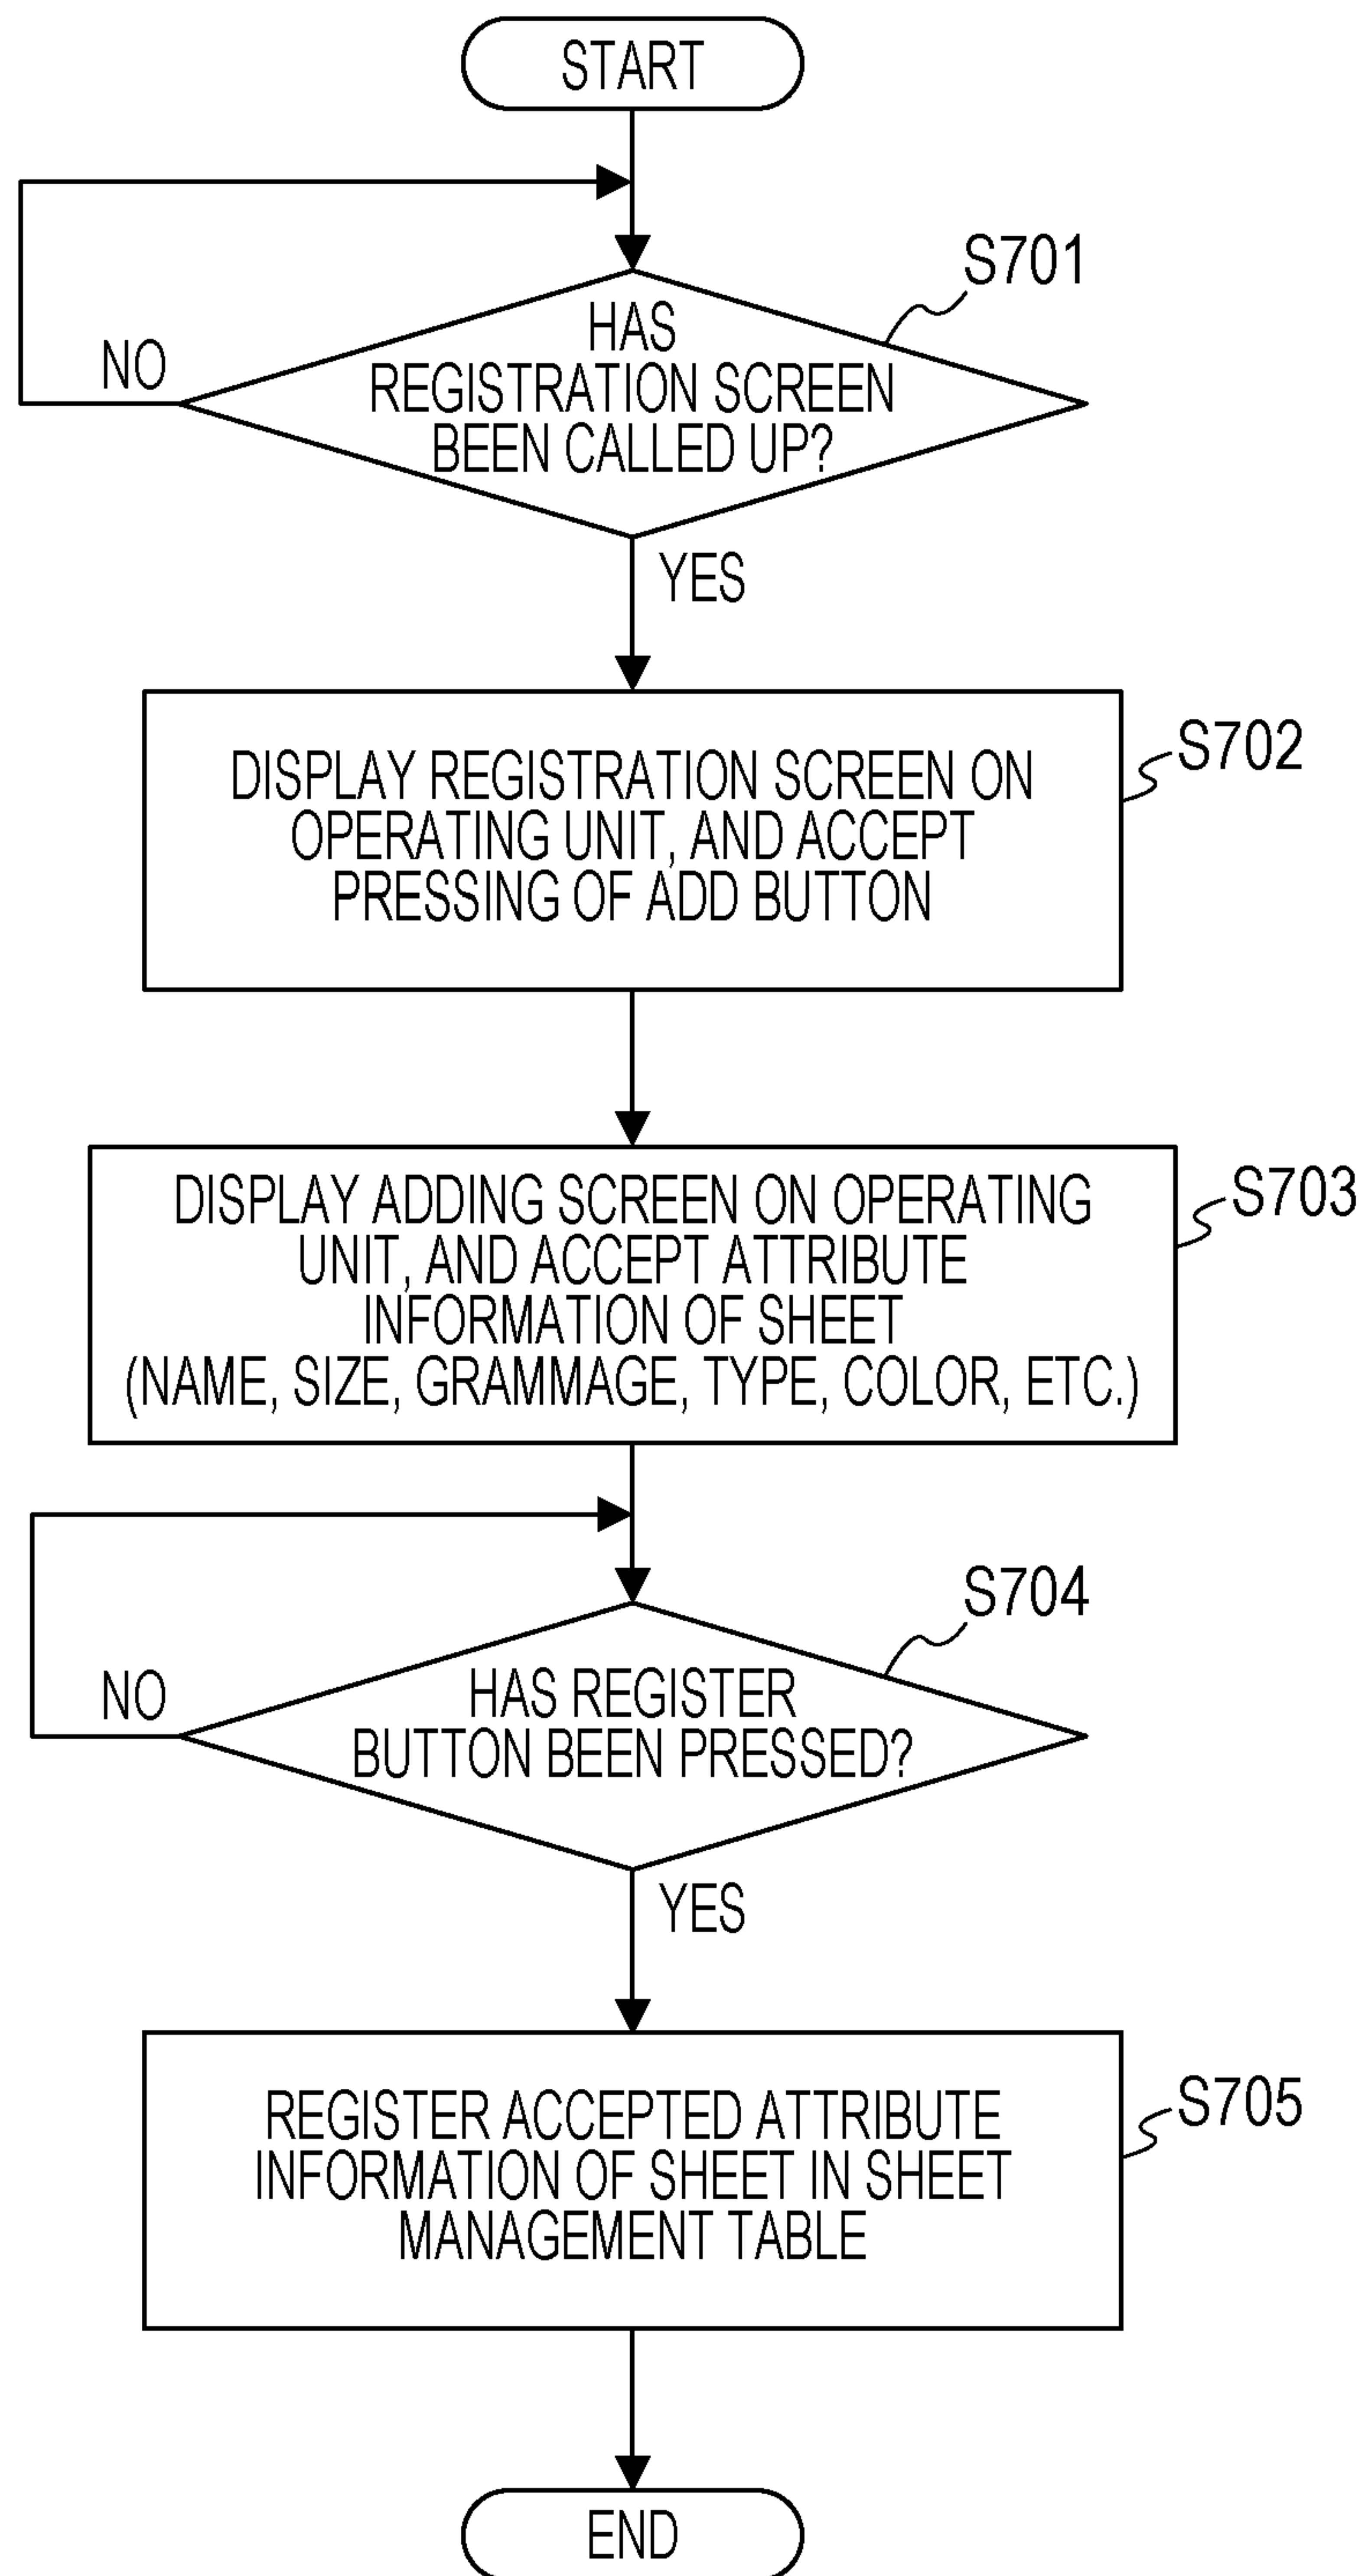 START
S701
HAS
REGISTRATION SCREEN
BEEN CALLED UP?
NO
YES
S702
DISPLAY REGISTRATION SCREEN ON
OPERATING UNIT, AND ACCEPT
PRESSING OF ADD BUTTON
S703
DISPLAY ADDING SCREEN ON OPERATING
UNIT, AND ACCEPT ATTRIBUTE
INFORMATION OF SHEET
(NAME, SIZE, GRAMMAGE, TYPE, COLOR, ETC.)
S704
HAS REGISTER
BUTTON BEEN PRESSED?
NO
YES
S705
REGISTER ACCEPTED ATTRIBUTE
INFORMATION OF SHEET IN SHEET
MANAGEMENT TABLE
END